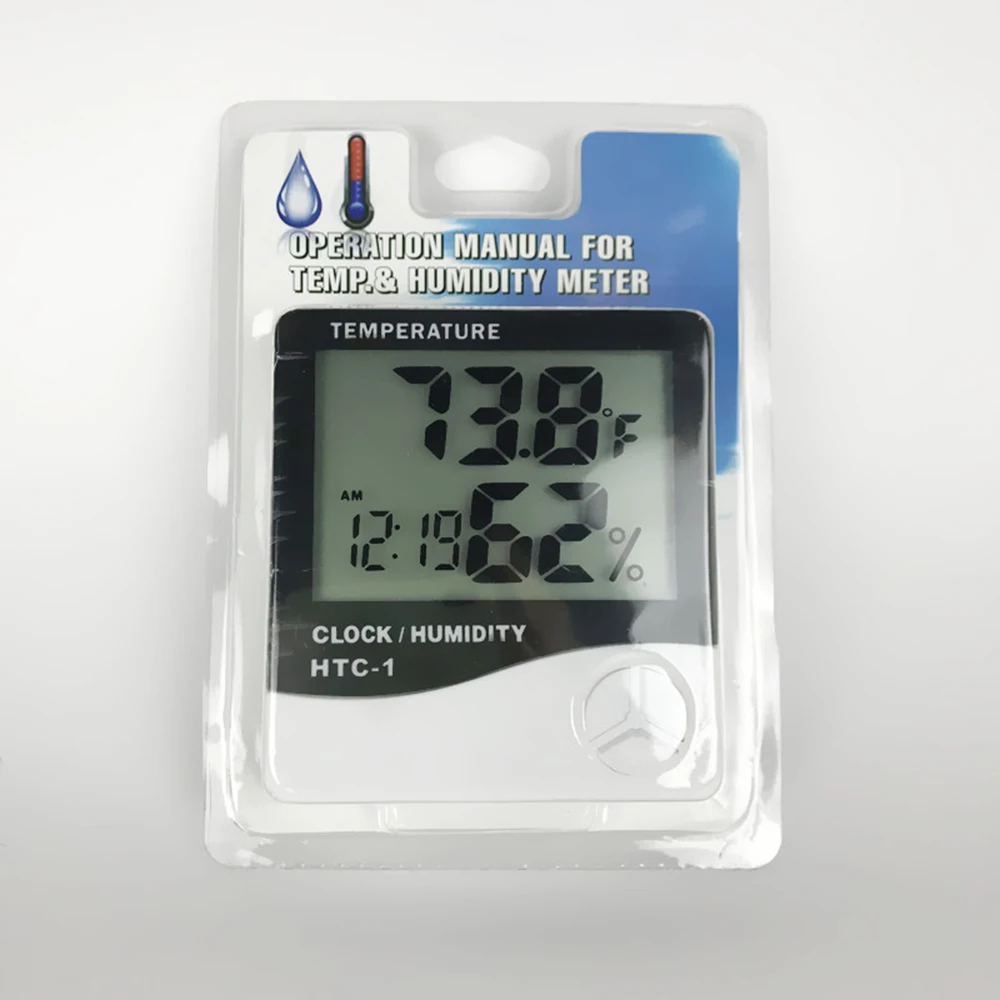 OPERATION MANUAL FOR
TEMP.& HUMIDITY METER
TEMPERATURE
73.8°F
AM
12:19 62%
CLOCK / HUMIDITY
HTC-1